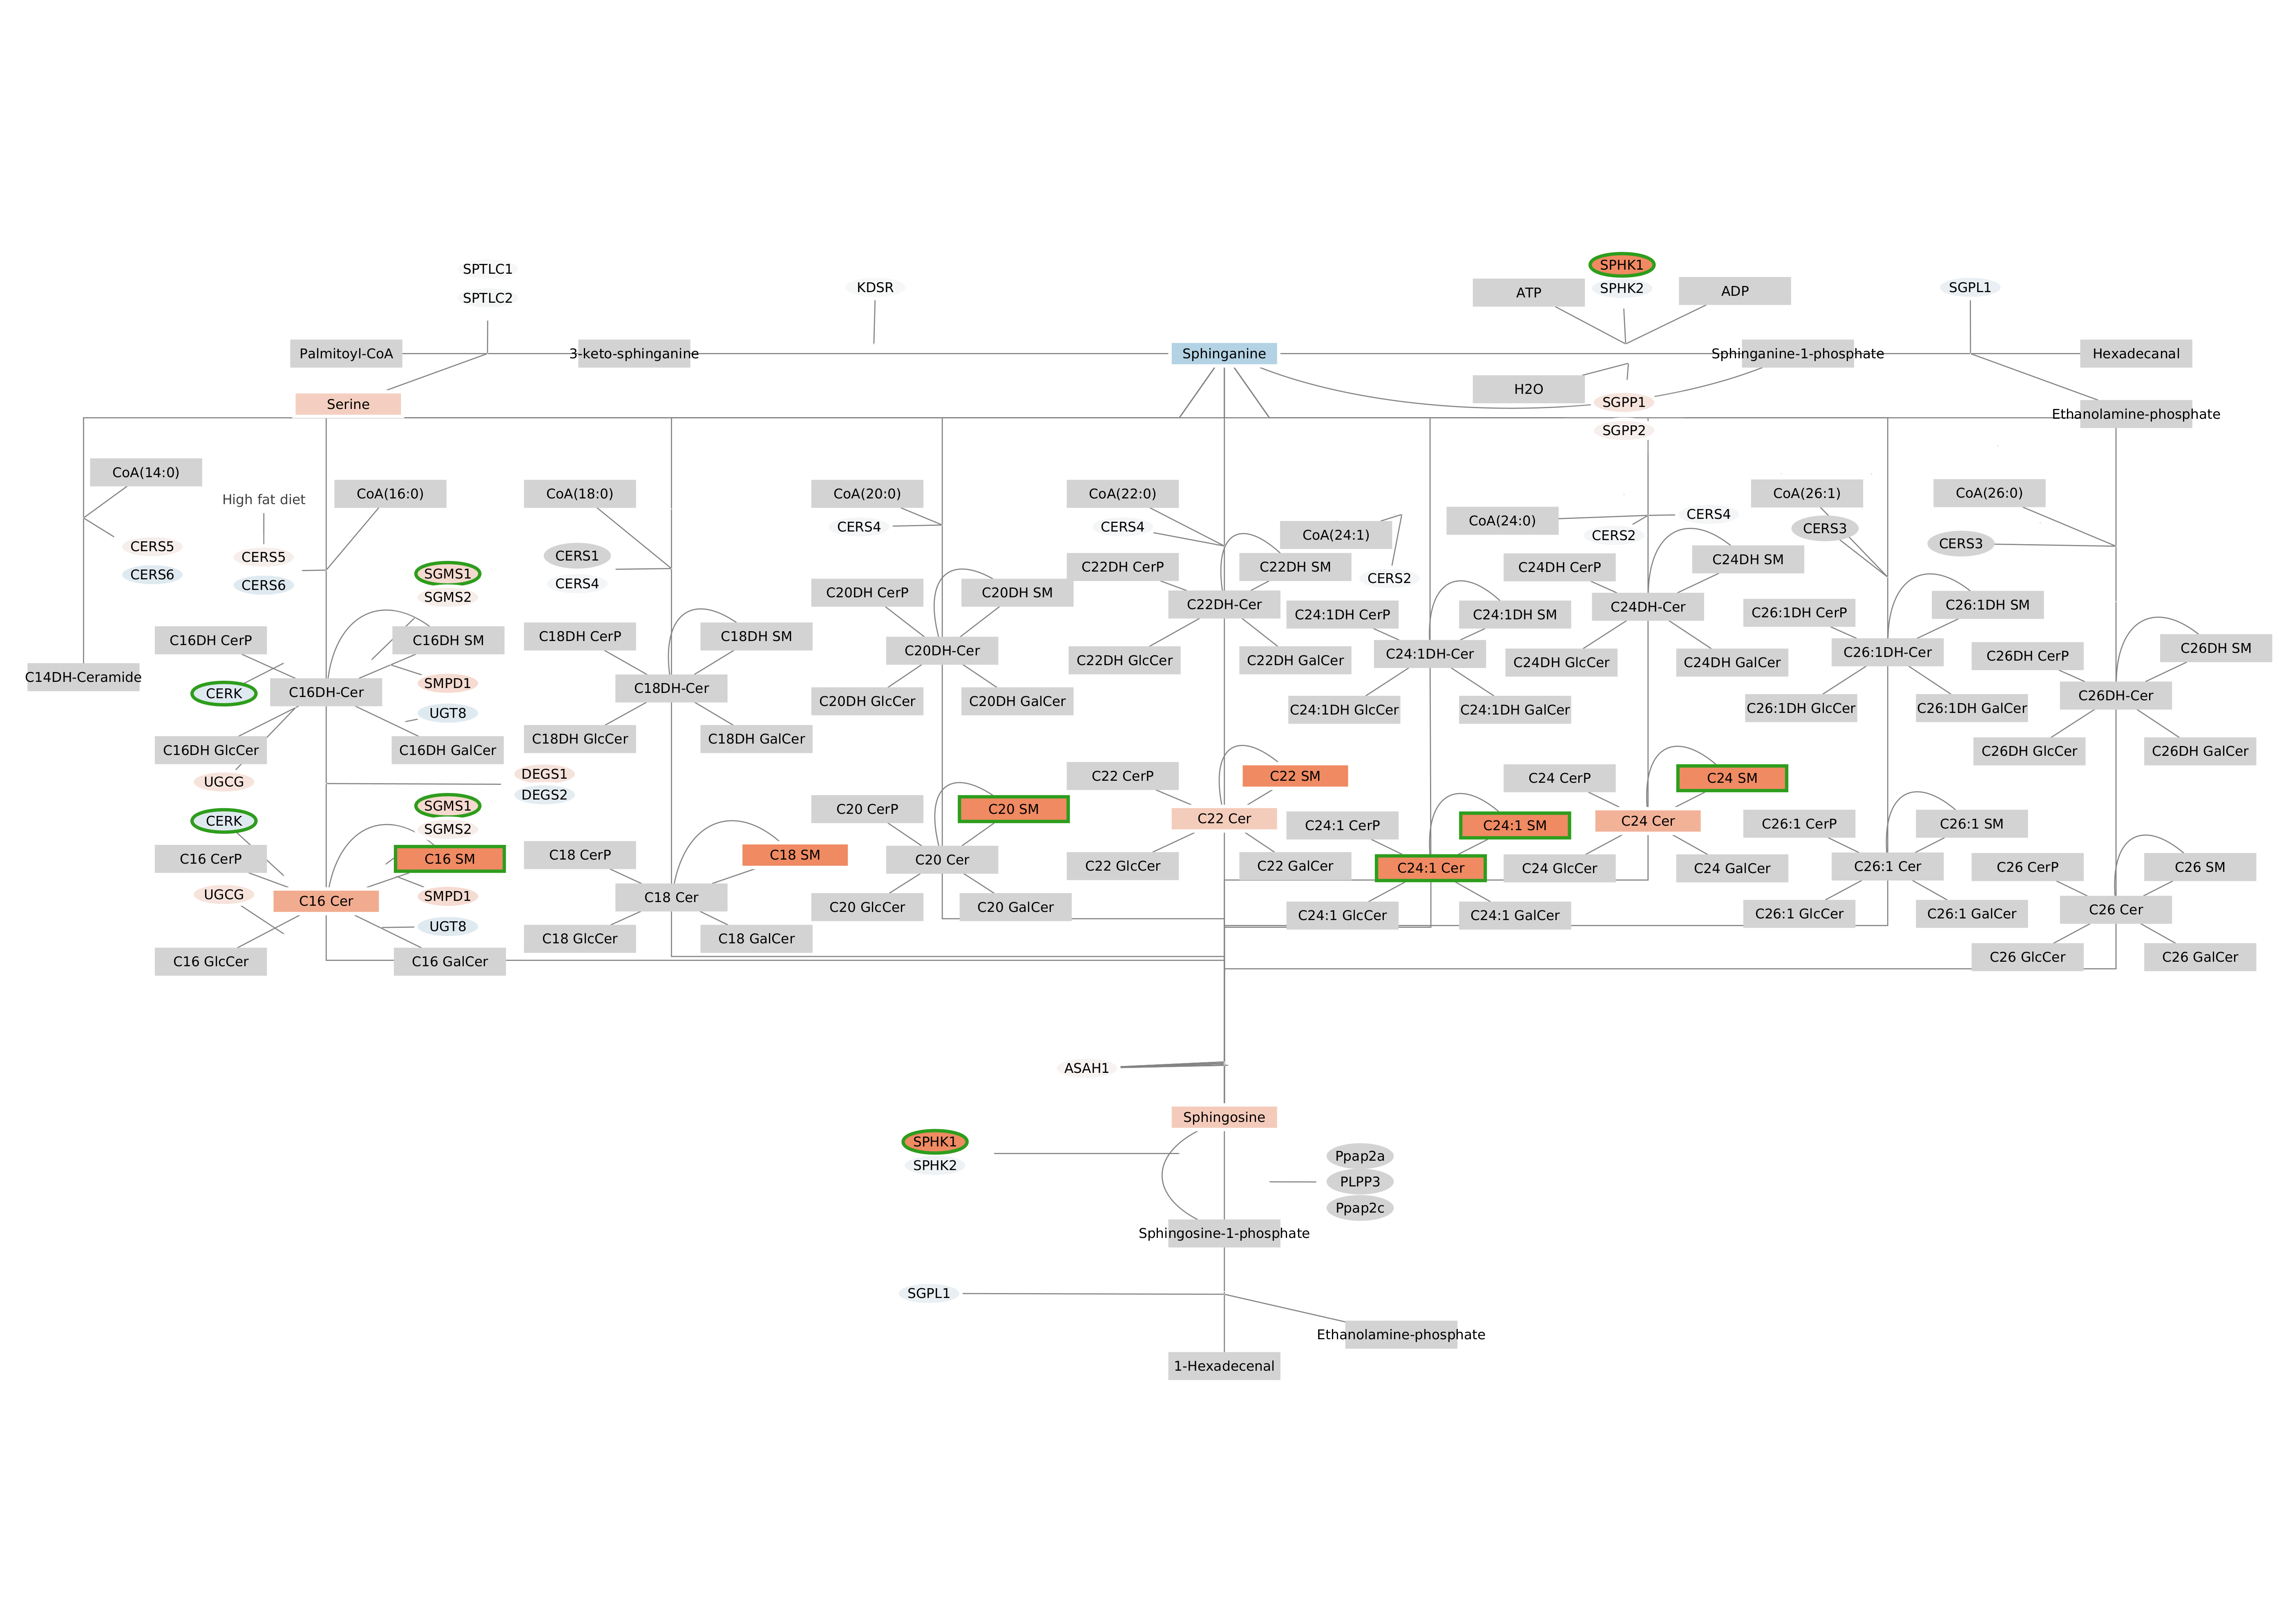 SPTLC1
SPTLC2
KDSR
SPHK1
SPHK2
ATP
ADP
SGPL1
Palmitoyl-CoA
3-keto-sphinganine
Sphinganine
Sphinganine-1-phosphate
Hexadecanal
Serine
H2O
SGPP1
SGPP2
Ethanolamine-phosphate
CoA(14:0)
High fat diet
CoA(16:0)
CoA(18:0)
CoA(20:0)
CoA(22:0)
CoA(24:1)
CoA(24:0)
CoA(26:1)
CoA(26:0)
CERS5
CERS6
CERS5
CERS6
CERS1
CERS4
CERS4
CERS4
CERS2
CERS2
CERS4
CERS3
CERS3
SGMS1
SGMS2
C14DH-Ceramide
C16DH CerP
C16DH SM
CERK
C16DH-Cer
SMPD1
UGT8
C16DH GlcCer
C16DH GalCer
UGCG
C18DH CerP
C18DH SM
C18DH-Cer
C18DH GlcCer
C18DH GalCer
C20DH CerP
C20DH SM
C20DH-Cer
C20DH GlcCer
C20DH GalCer
C22DH CerP
C22DH SM
C22DH-Cer
C22DH GlcCer
C22DH GalCer
C24:1DH CerP
C24:1DH SM
C24:1DH-Cer
C24:1DH GlcCer
C24:1DH GalCer
C24DH CerP
C24DH SM
C24DH-Cer
C24DH GlcCer
C24DH GalCer
C26:1DH CerP
C26:1DH SM
C26:1DH-Cer
C26:1DH GlcCer
C26:1DH GalCer
C26DH CerP
C26DH SM
C26DH-Cer
C26DH GlcCer
C26DH GalCer
DEGS1
DEGS2
SGMS1
SGMS2
CERK
C16 CerP
C16 SM
UGCG
C16 Cer
SMPD1
UGT8
C16 GlcCer
C16 GalCer
C18 CerP
C18 SM
C18 Cer
C18 GlcCer
C18 GalCer
C20 CerP
C20 SM
C20 Cer
C20 GlcCer
C20 GalCer
C22 CerP
C22 SM
C22 Cer
C22 GlcCer
C22 GalCer
C24:1 CerP
C24:1 SM
C24:1 Cer
C24:1 GlcCer
C24:1 GalCer
C24 CerP
C24 SM
C24 Cer
C24 GlcCer
C24 GalCer
C26:1 CerP
C26:1 SM
C26:1 Cer
C26:1 GlcCer
C26:1 GalCer
C26 CerP
C26 SM
C26 Cer
C26 GlcCer
C26 GalCer
ASAH1
Sphingosine
SPHK1
SPHK2
Ppap2a
PLPP3
Ppap2c
Sphingosine-1-phosphate
SGPL1
Ethanolamine-phosphate
1-Hexadecenal